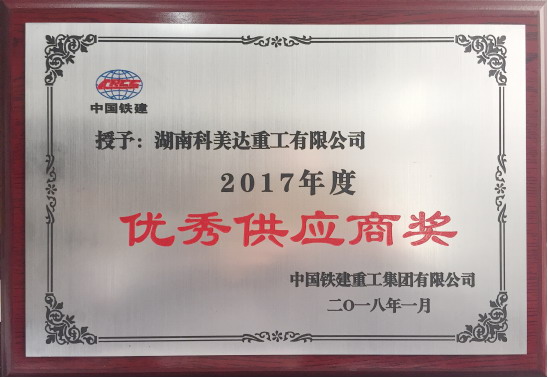 CRCC
中国铁建
授予：湖南科美达重工有限公司
2017年度
优秀供应商奖
中国铁建重工集团有限公司
二〇一八年一月